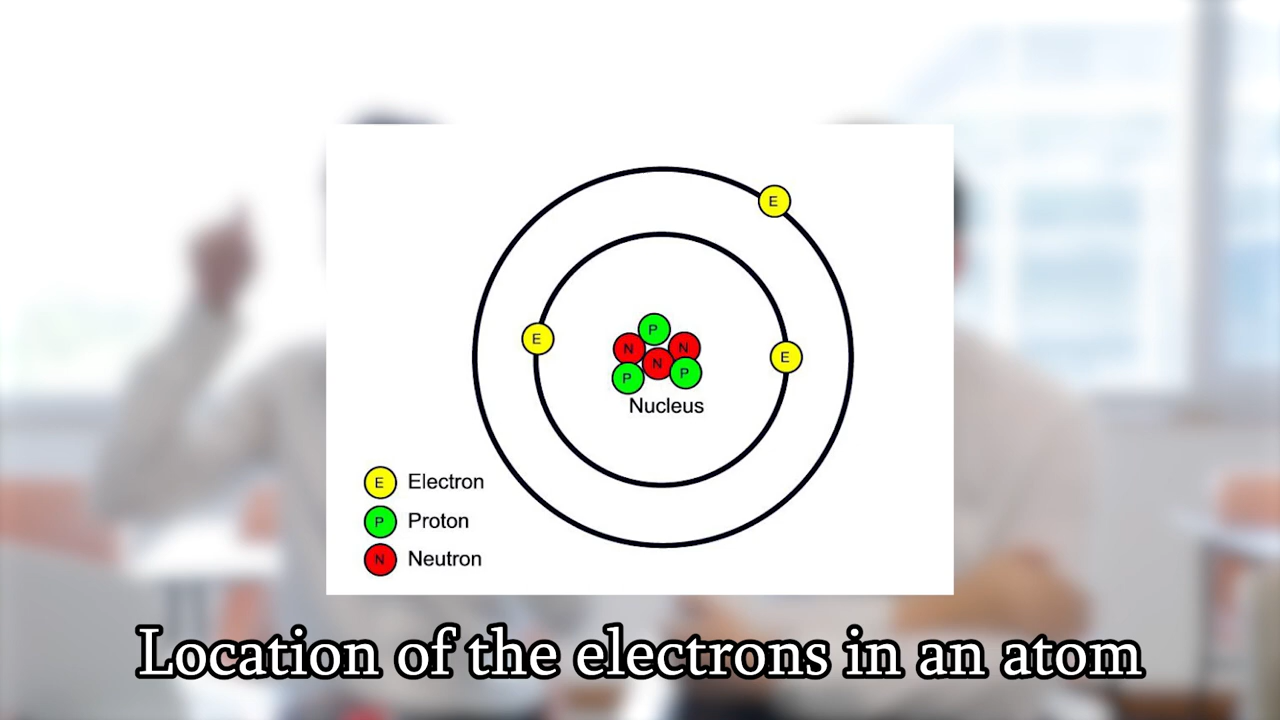 E
E
E
P
N
N
N
P
P
Nucleus
E Electron
P Proton
N Neutron
Location of the electrons in an atom